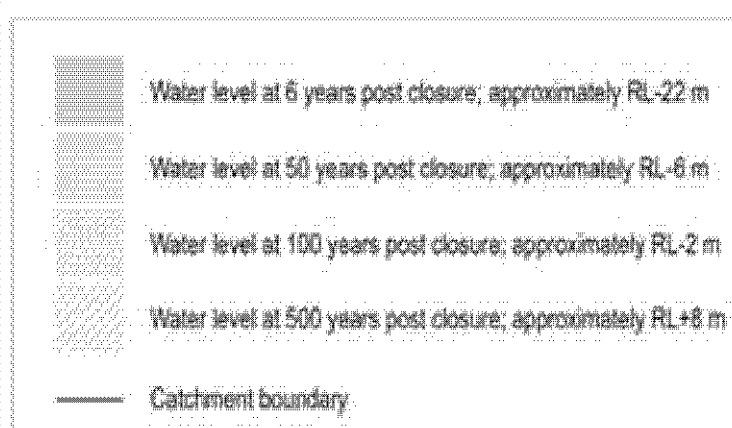 Water level at 6 years post closure; approximately RL-22 m
Water level at 50 years post closure; approximately RL-6 m
Water level at 100 years post closure; approximately RL-2 m
Water level at 500 years post closure; approximately RL+8 m
Catchment boundary